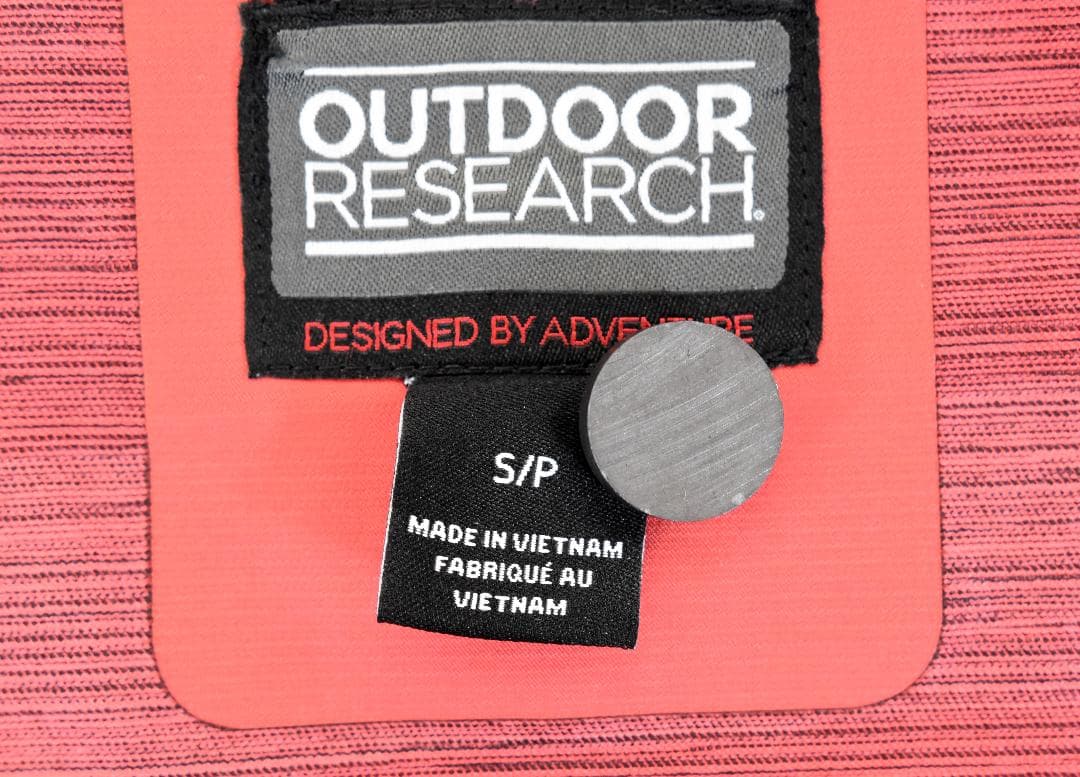 OUTDOOR
RESEARCH®
DESIGNED BY ADVENTURE
S/P
MADE IN VIETNAM
FABRIQUÉ AU
VIETNAM